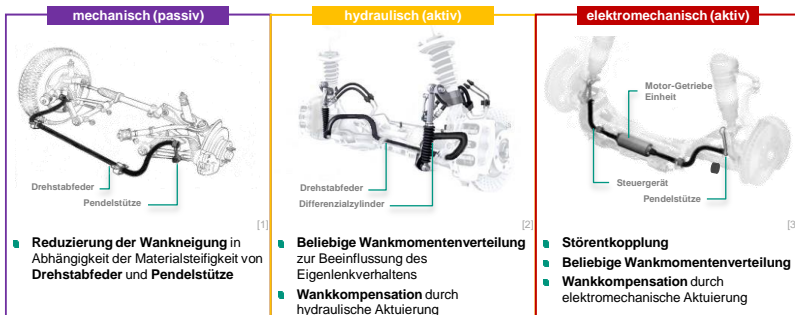 mechanisch (passiv)
Drehstabfeder
Pendelstütze
[1]
Reduzierung der Wankneigung in
Abhängigkeit der Materialsteifigkeit von
Drehstabfeder und Pendelstütze
hydraulisch (aktiv)
Drehstabfeder
Differenzialzylinder
[2]
Beliebige Wankmomentenverteilung
zur Beeinflussung des
Eigenlenkverhaltens
Wankkompensation durch
hydraulische Aktuierung
elektromechanisch (aktiv)
Motor-Getriebe
Einheit
Steuergerät
Pendelstütze
[3
Störentkopplung
Beliebige Wankmomentenverteilung
Wankkompensation durch
elektromechanische Aktuierung